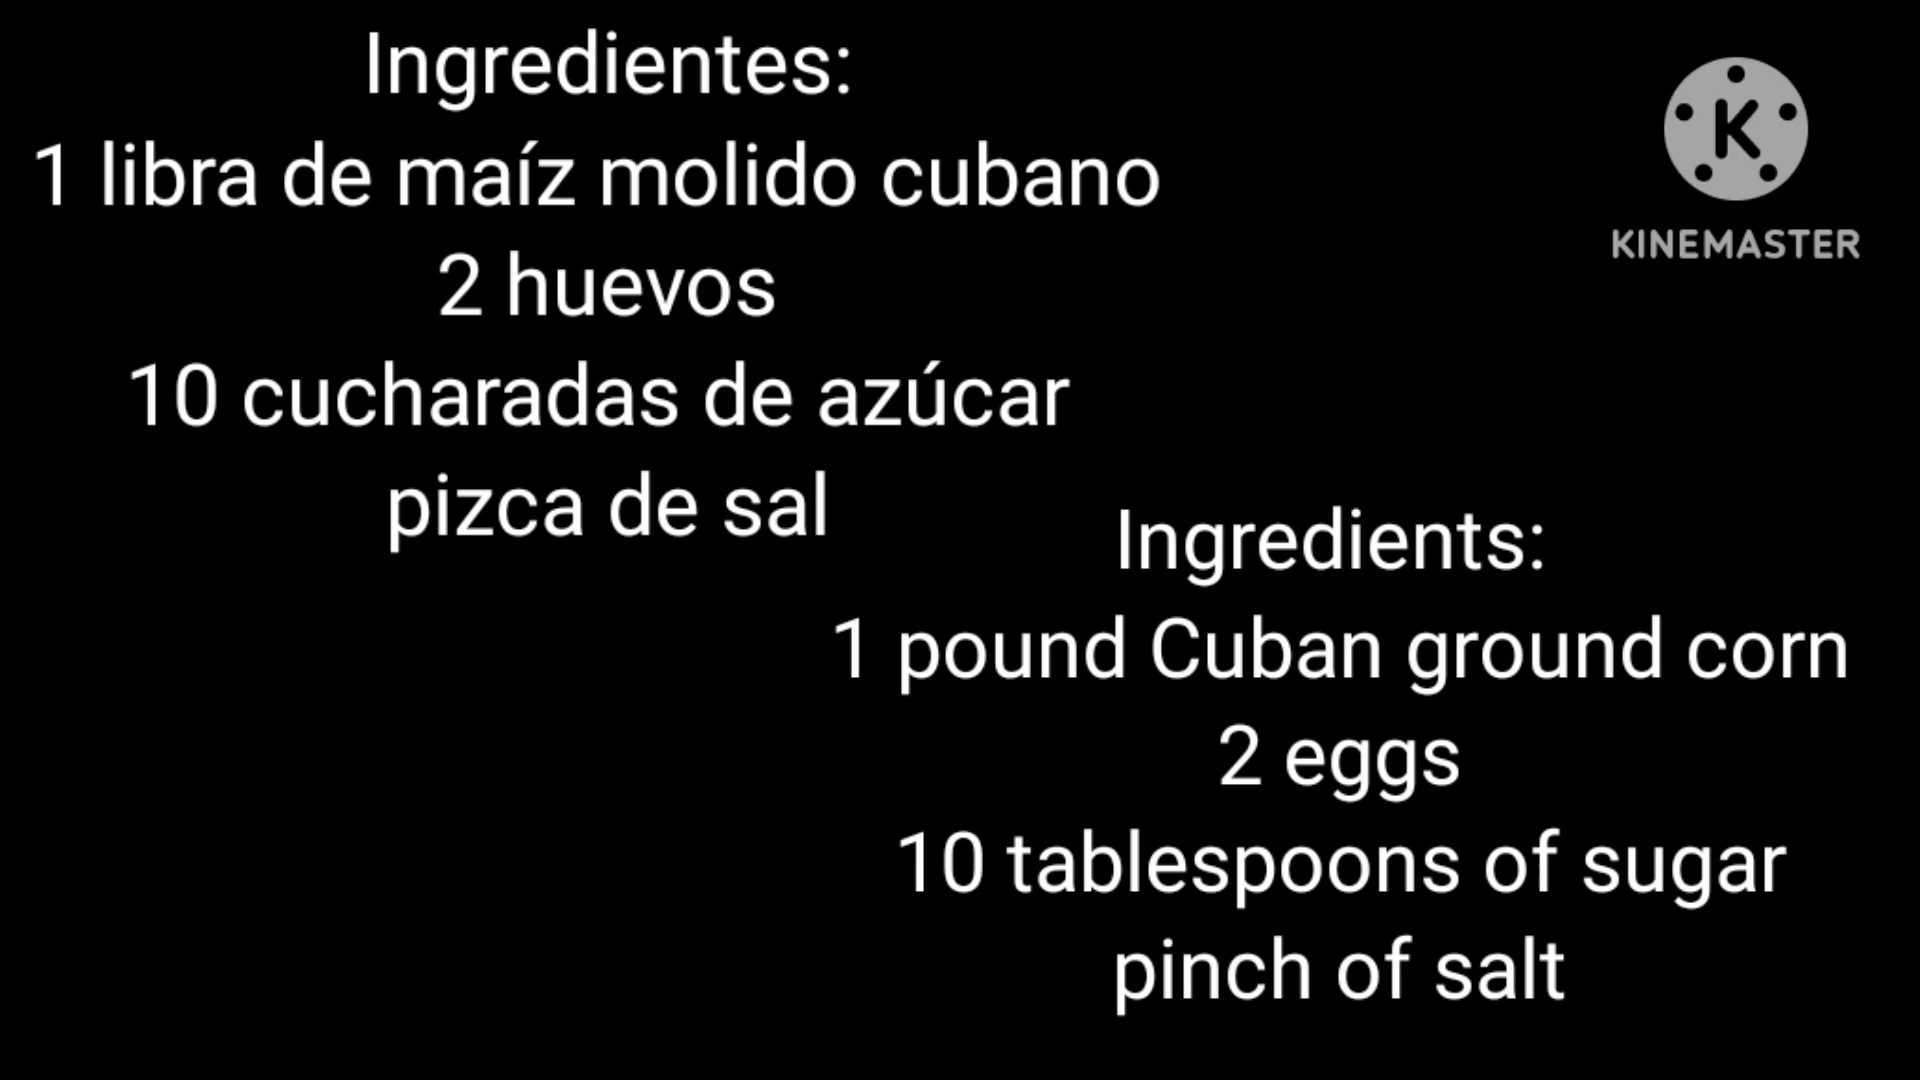 Ingredientes:
1 libra de maíz molido cubano
2 huevos
10 cucharadas de azúcar
pizca de sal
K
KINEMASTER
Ingredients:
1 pound Cuban ground corn
2 eggs
10 tablespoons of sugar
pinch of salt